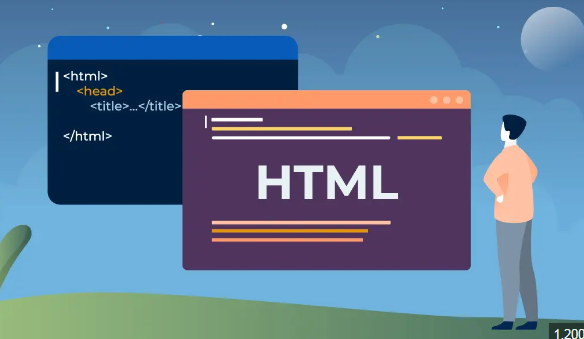 <html>
<head>
<title>...</title>
</html>
HTML
1,200